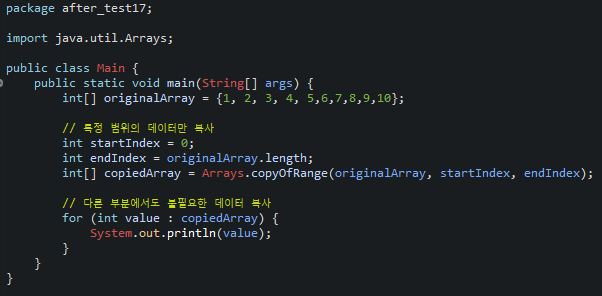 package after_test17;
import java.util.Arrays;
public class Main {
public static void main(String[] args) {
int[] originalArray = {1, 2, 3, 4, 5,6,7,8,9,10};
// 특정 범위의 데이터만 복사
int startIndex = 0;
int endIndex = originalArray.length;
int[] copiedArray = Arrays.copyOfRange(originalArray, startIndex, endIndex);
// 다른 부분에서도 불필요한 데이터 복사
for (int value : copiedArray) {
System.out.println(value);
}
}
}